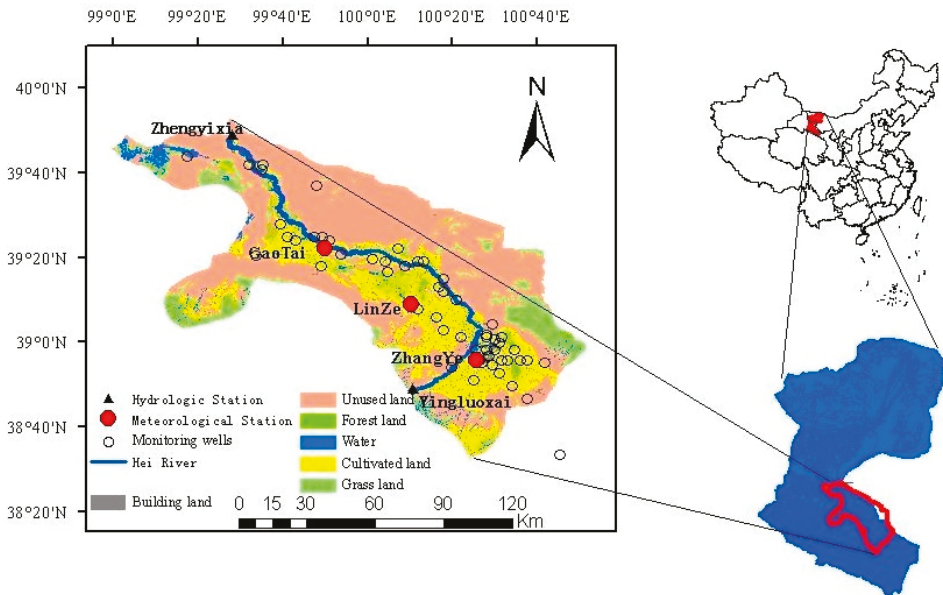 99°0'E 99°20'E 99°40'E 100°0'E 100°20'E 100°40'E
40°0'N
39°40'N
39°20'N
39°0'N
38°40'N
38°20'N
N
Zhengyixia
GaoTai
LinZe
ZhangYe
Yingluoxai
Hydrologic Station
Meteorological Station
Monitoring wells
Hei River
Building land
Unused land
Forest land
Water
Cultivated land
Grass land
0 15 30 60 90 120
Km